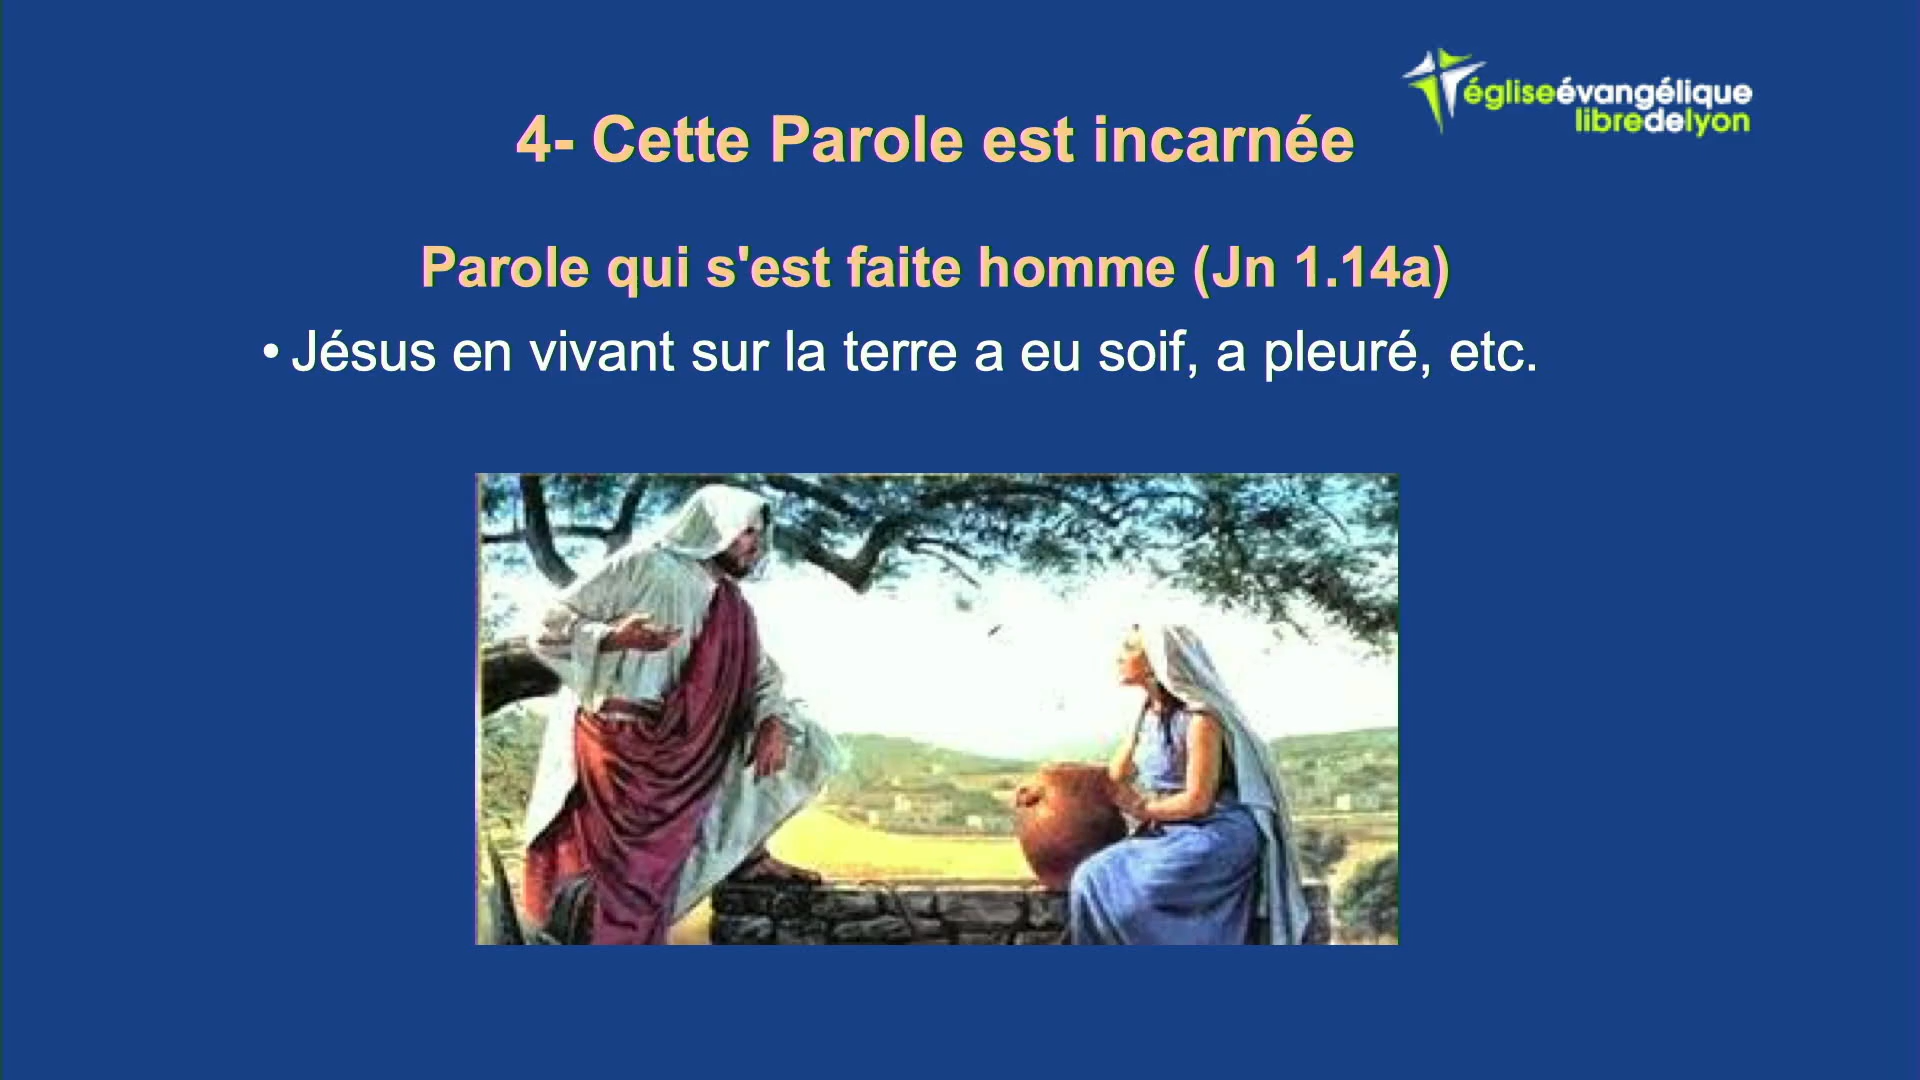 égliseévangélique
libredelyon
4- Cette Parole est incarnée
Parole qui s'est faite homme (Jn 1.14a)
• Jésus en vivant sur la terre a eu soif, a pleuré, etc.